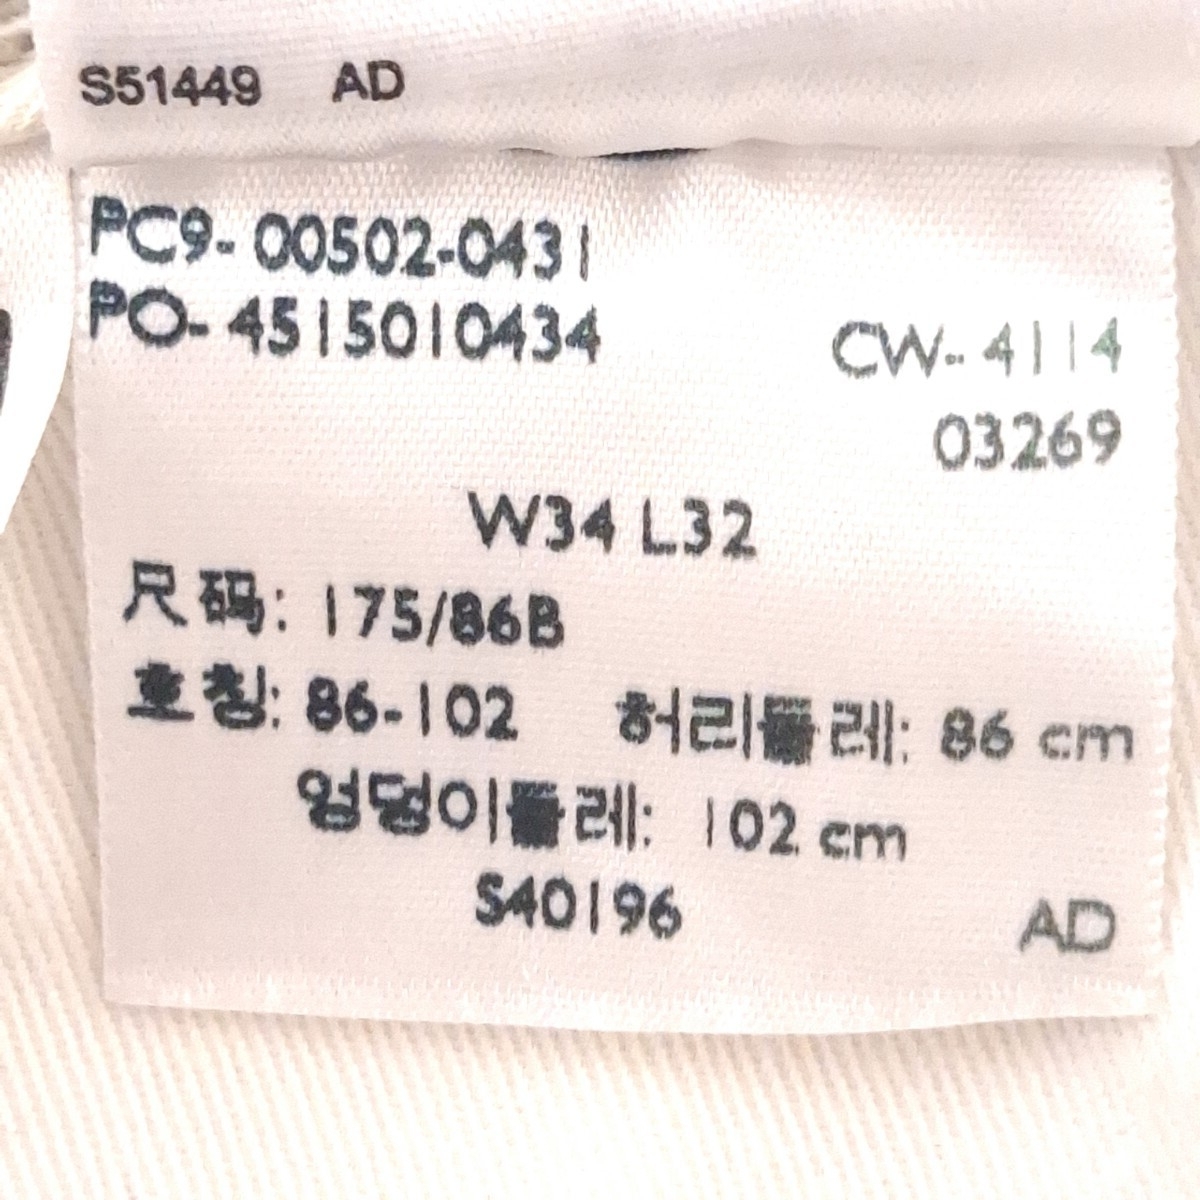 S51449 AD
PC9- 00502-0431
PO- 4515010434
CW- 4114
03269
W34 L32
尺码: 175/86B
호칭: 86-102 허리둘레: 86 cm
엉덩이둘레: 102 cm
S40196 AD